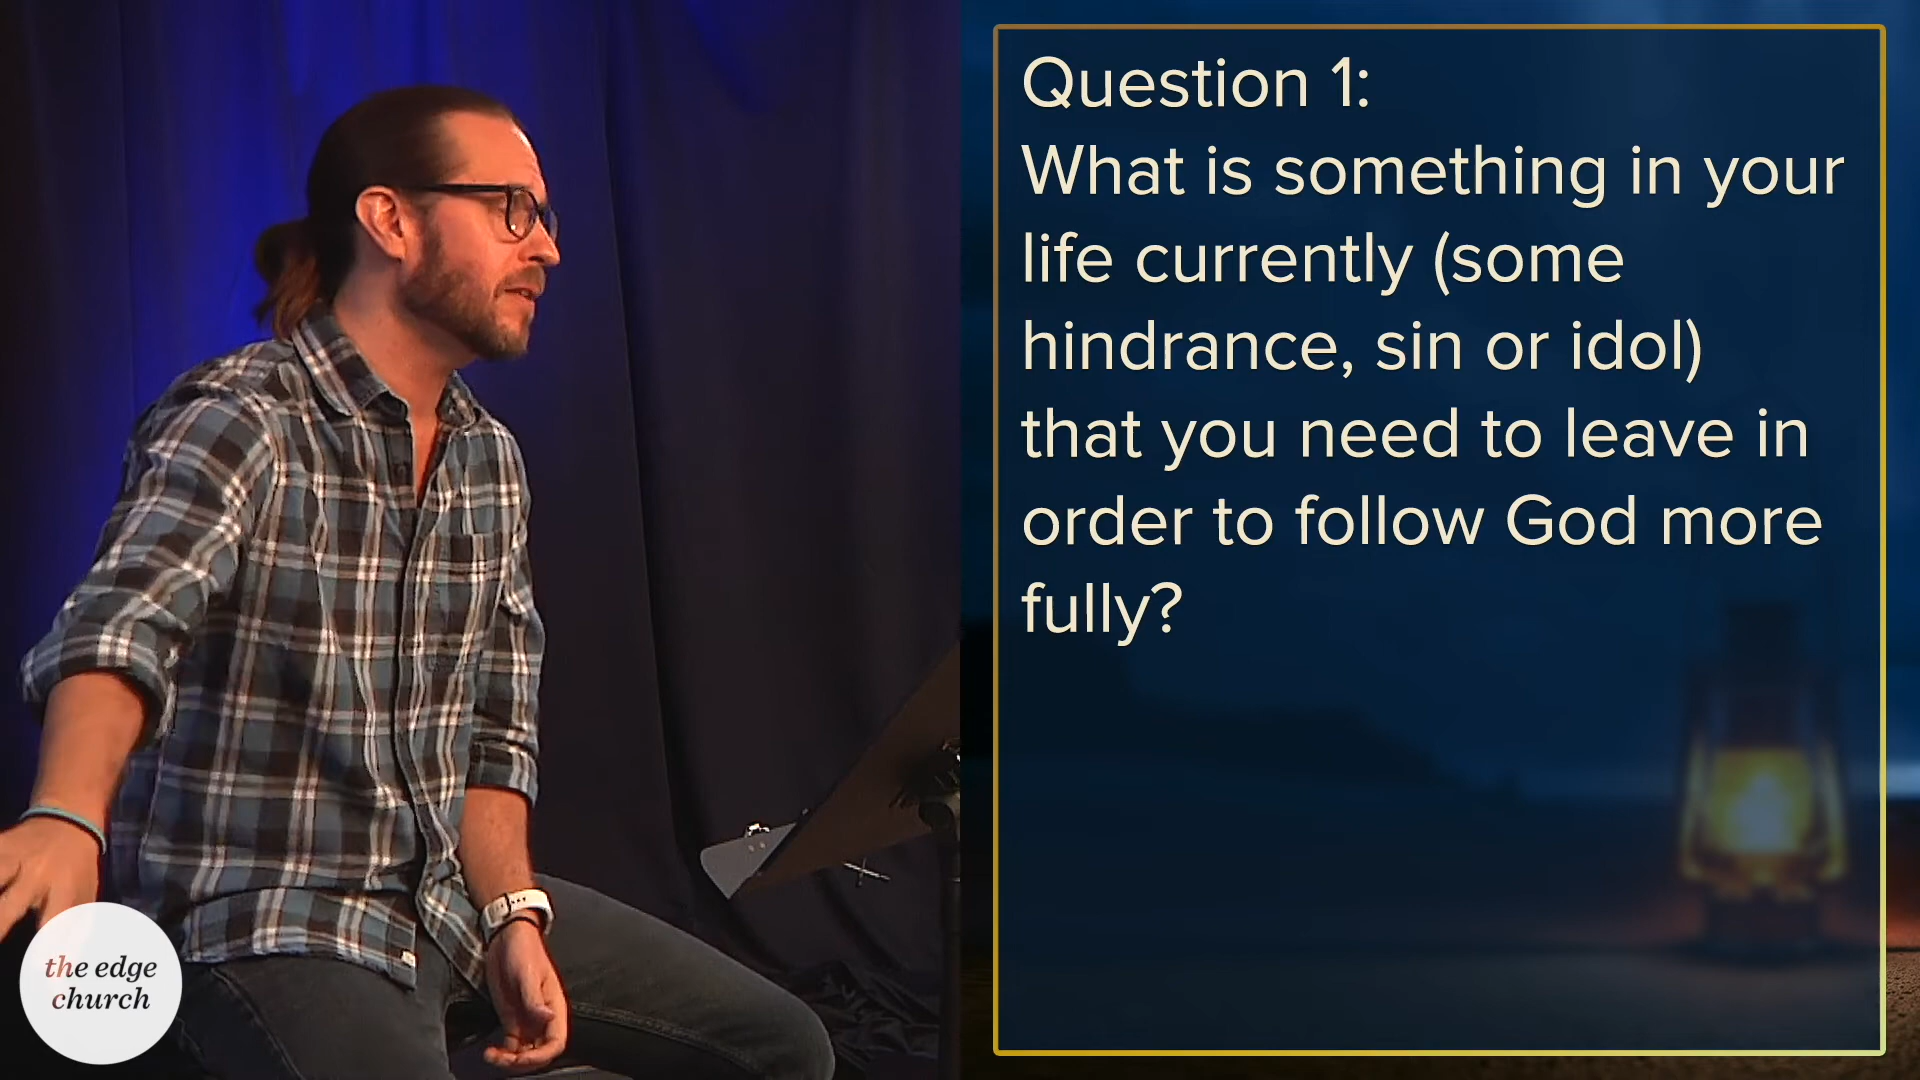 Question 1:
What is something in your
life currently (some
hindrance, sin or idol)
that you need to leave in
order to follow God more
fully?
the edge
church